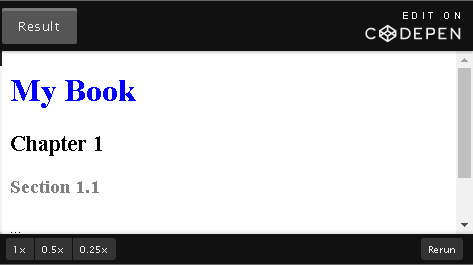 Result
EDIT ON
CODEPEN
My Book
Chapter 1
Section 1.1
...
1x 0.5x 0.25x
Rerun